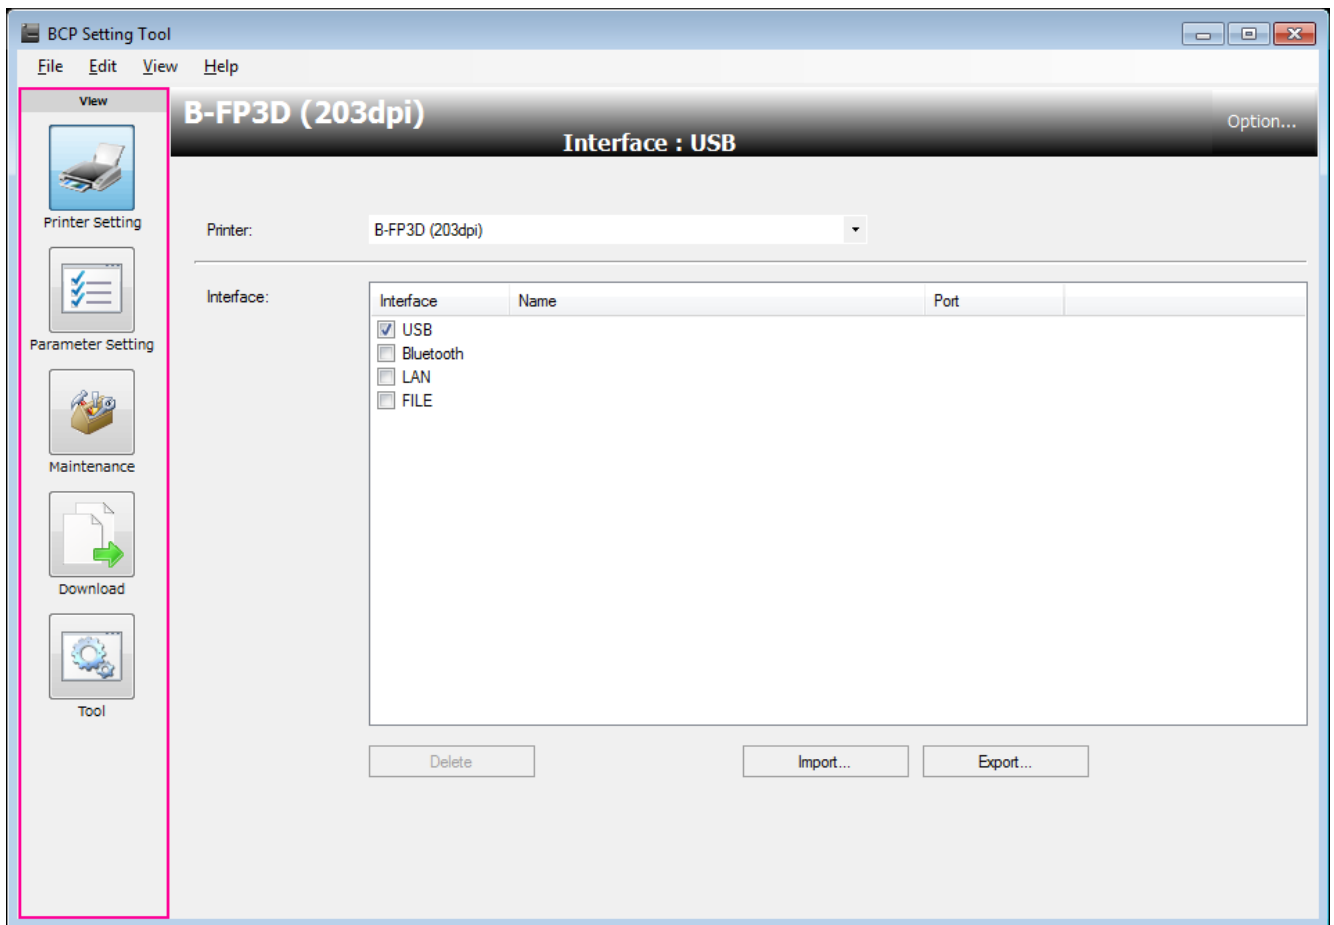 BCP Setting Tool
File Edit View Help
View
Printer Setting
Parameter Setting
Maintenance
Download
Tool
B-FP3D (203dpi)
Interface : USB
Option...
Printer: B-FP3D (203dpi)
Interface:
Interface Name Port
USB
Bluetooth
LAN
FILE
Delete Import... Export...